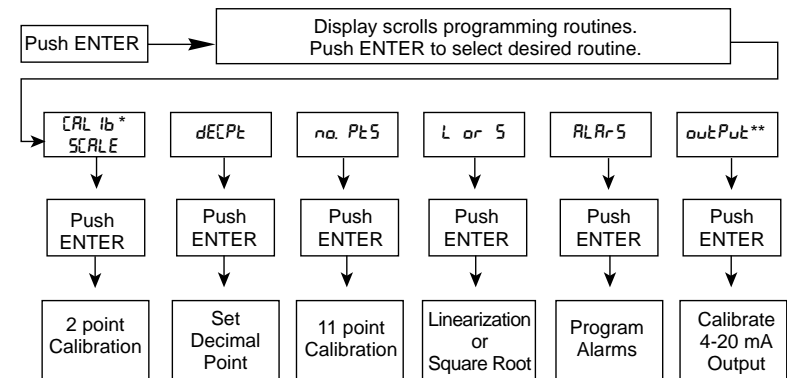 Push ENTER
Display scrolls programming routines.
Push ENTER to select desired routine.
CAL Ib*
SCALE
dECPt
no. PtS
L or S
ALArS
outPut**
Push
ENTER
Push
ENTER
Push
ENTER
Push
ENTER
Push
ENTER
Push
ENTER
2 point
Calibration
Set
Decimal
Point
11 point
Calibration
Linearization
or
Square Root
Program
Alarms
Calibrate
4-20 mA
Output